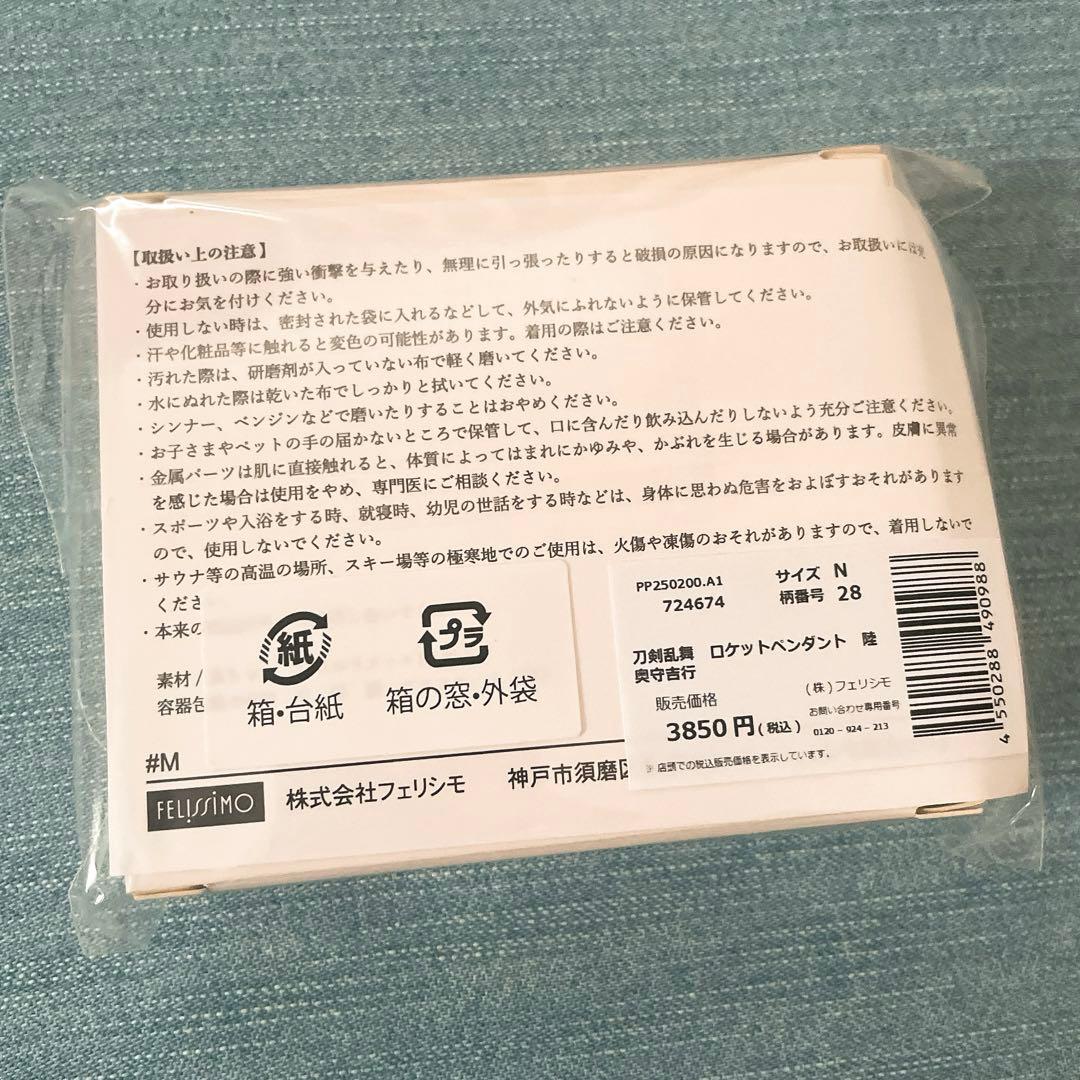 【取扱い上の注意】
・お取り扱いの際に強い衝撃を与えたり、無理に引っ張ったりすると破損の原因になりますので、お取扱いには充
分にお気を付けください。
・使用しない時は、密封された袋に入れるなどして、外気にふれないように保管してください。
・汗や化粧品等に触れると変色の可能性があります。着用の際はご注意ください。
・汚れた際は、研磨剤が入っていない布で軽く磨いてください。
・水にぬれた際は乾いた布でしっかりと拭いてください。
・シンナー、ベンジンなどで磨いたりすることはおやめください。
・お子さまやペットの手の届かないところで保管して、口に含んだり飲み込んだりしないよう充分ご注意ください。
・金属パーツは肌に直接触れると、体質によってはまれにかゆみや、かぶれを生じる場合があります。皮膚に異常
を感じた場合は使用をやめ、専門医にご相談ください。
・スポーツや入浴をする時、就寝時、幼児の世話をする時などは、身体に思わぬ危害をおよぼすおそれがあります
ので、使用しないでください。
・サウナ等の高温の場所、スキー場等の極寒地でのご使用は、火傷や凍傷のおそれがありますので、着用しないで
くださ
・本来の
素材/
容器包
紙
箱・台紙
プラ
箱の窓・外袋
PP250200.A1
724674
サイズ N
柄番号 28
刀剣乱舞 ロケットペンダント 陸
奥守吉行
販売価格
3850円(税込)
(株)フェリシモ
お問い合わせ専用番号
0120-924-213
※店頭での税込販売価格を表示しています。
4 550288 490988
#M
FELISSIMO
株式会社フェリシモ 神戸市須磨区